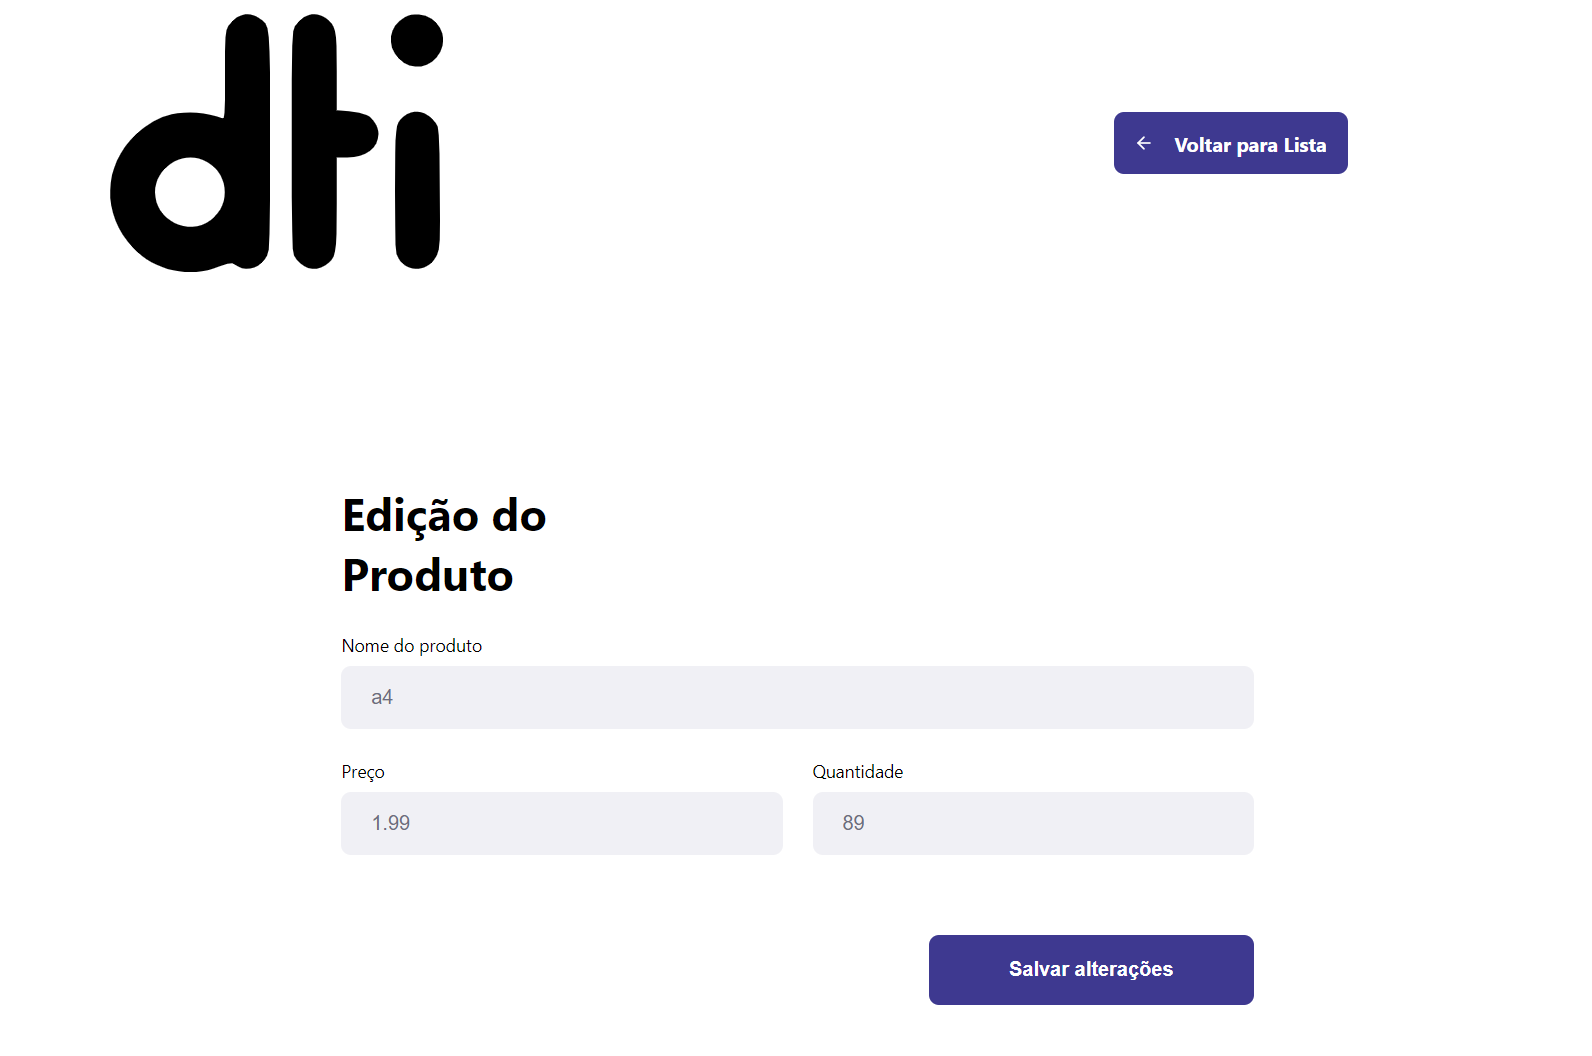 dti
Voltar para Lista
Edição do
Produto
Nome do produto
a4
Preço
Quantidade
1.99
89
Salvar alterações